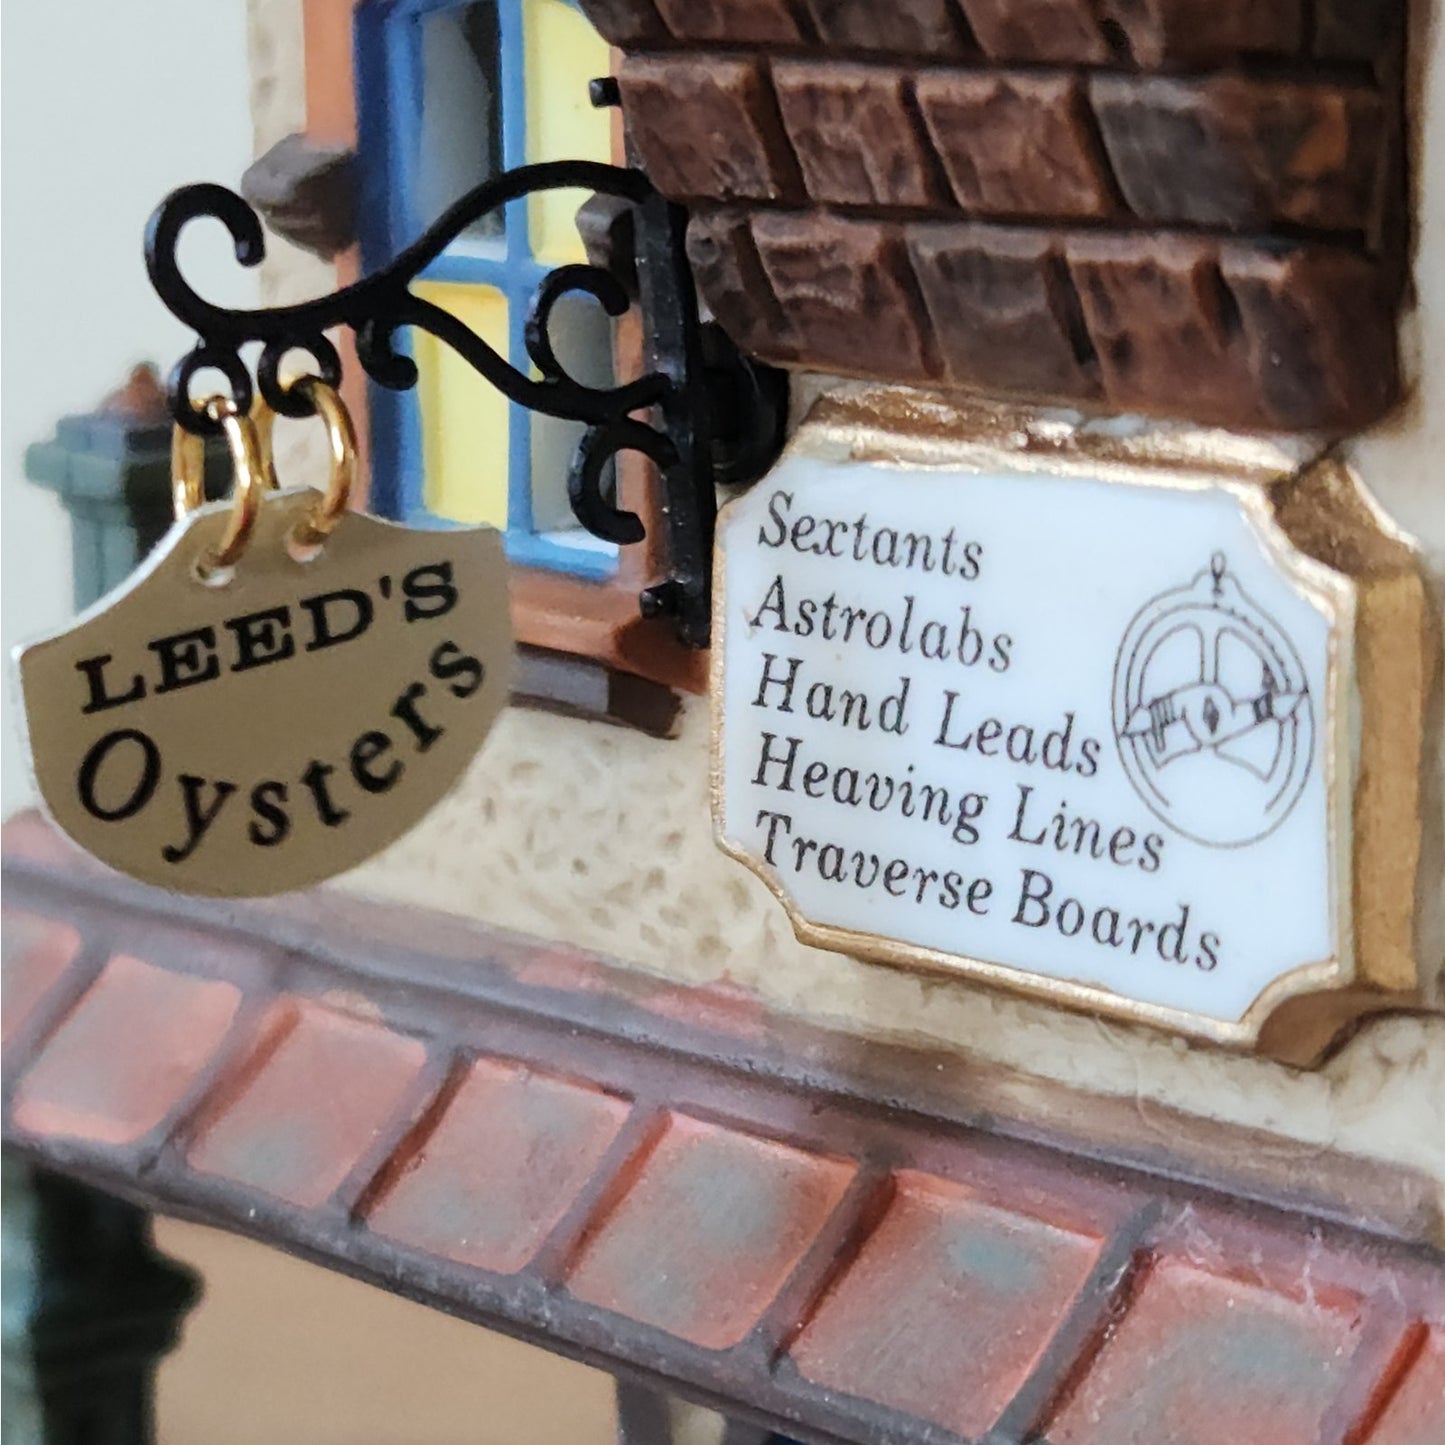 LEED'S
Oysters
Sextants
Astrolabs
Hand Leads
Heaving Lines
Traverse Boards